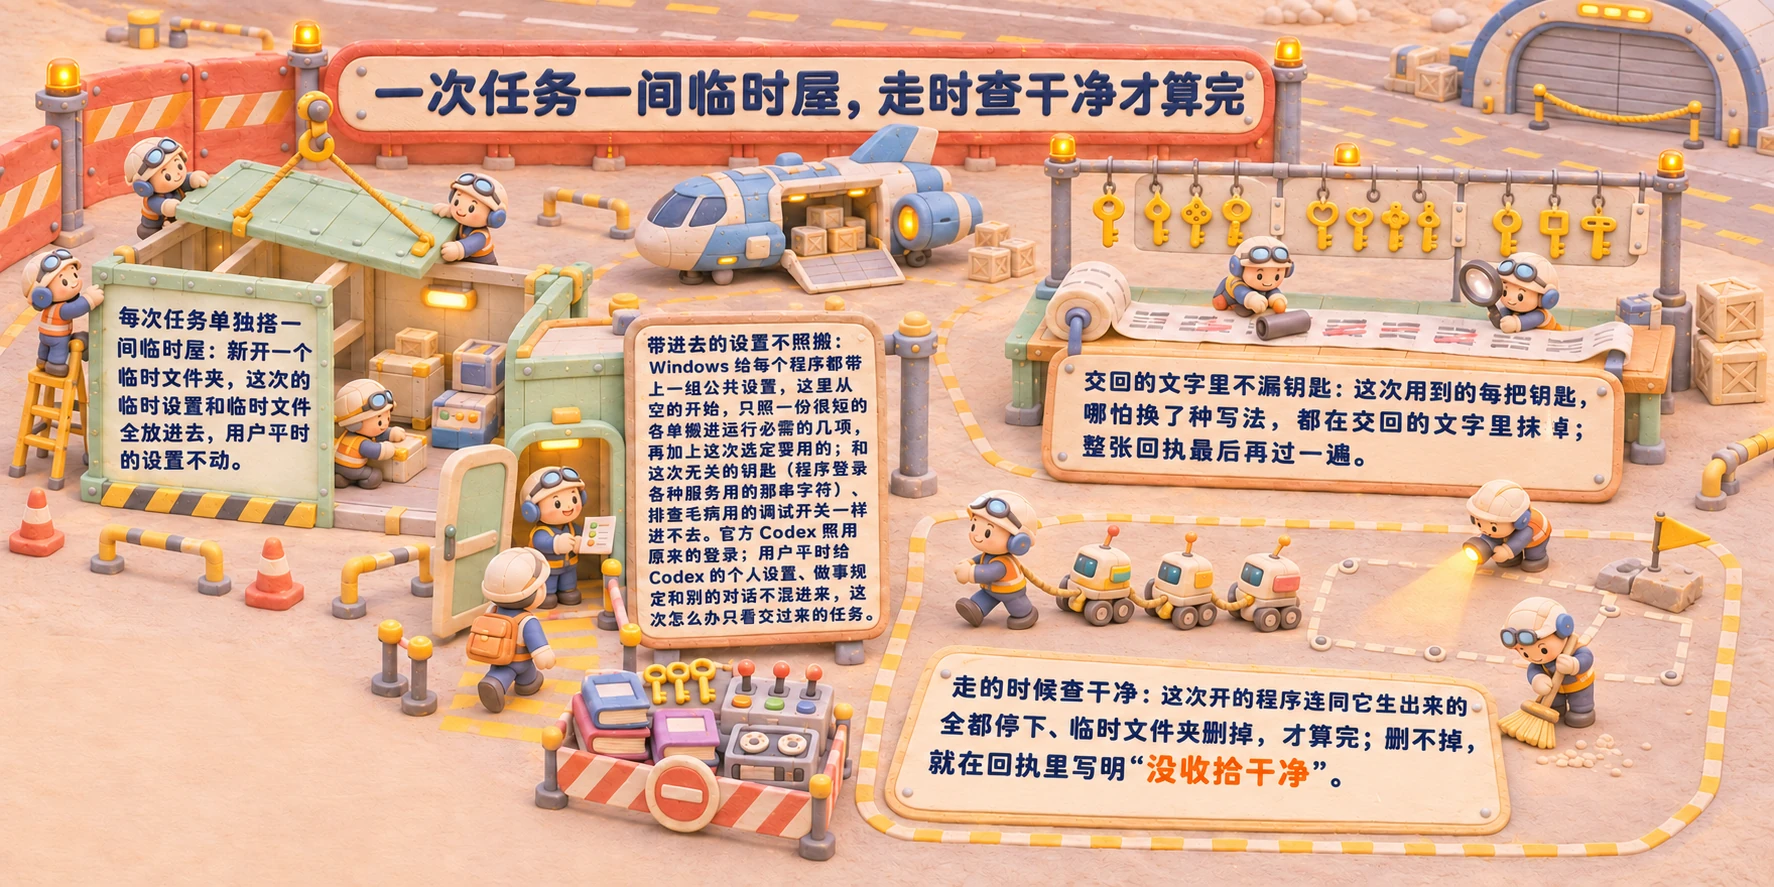 一次任务一间临时屋，走时查干净才算完
每次任务单独搭一
间临时屋：新开一个
临时文件夹，这次的
临时设置和临时文件
全放进去，用户平时
的设置不动。
带进去的设置不照搬：
Windows 给每个程序都带
上一组公共设置，这里从
空的开始，只照一份很短的
名单搬进运行必需的几项，
再加上这次选定要用的；和
这次无关的钥匙（程序登录
各种服务用的那串字符）、
排查毛病用的调试开关一样
进不去。官方 Codex 照用
原来的登录；用户平时给
Codex 的个人设置、做事规
定和别的对话不混进来，这
次怎么办只看交过来的任务。
交回的文字里不漏钥匙：这次用到的每把钥匙，
哪怕换了种写法，都在交回的文字里抹掉；
整张回执最后再过一遍。
走的时候查干净：这次开的程序连同它生出来的
全都停下、临时文件夹删掉，才算完；删不掉，
就在回执里写明“没收拾干净”。